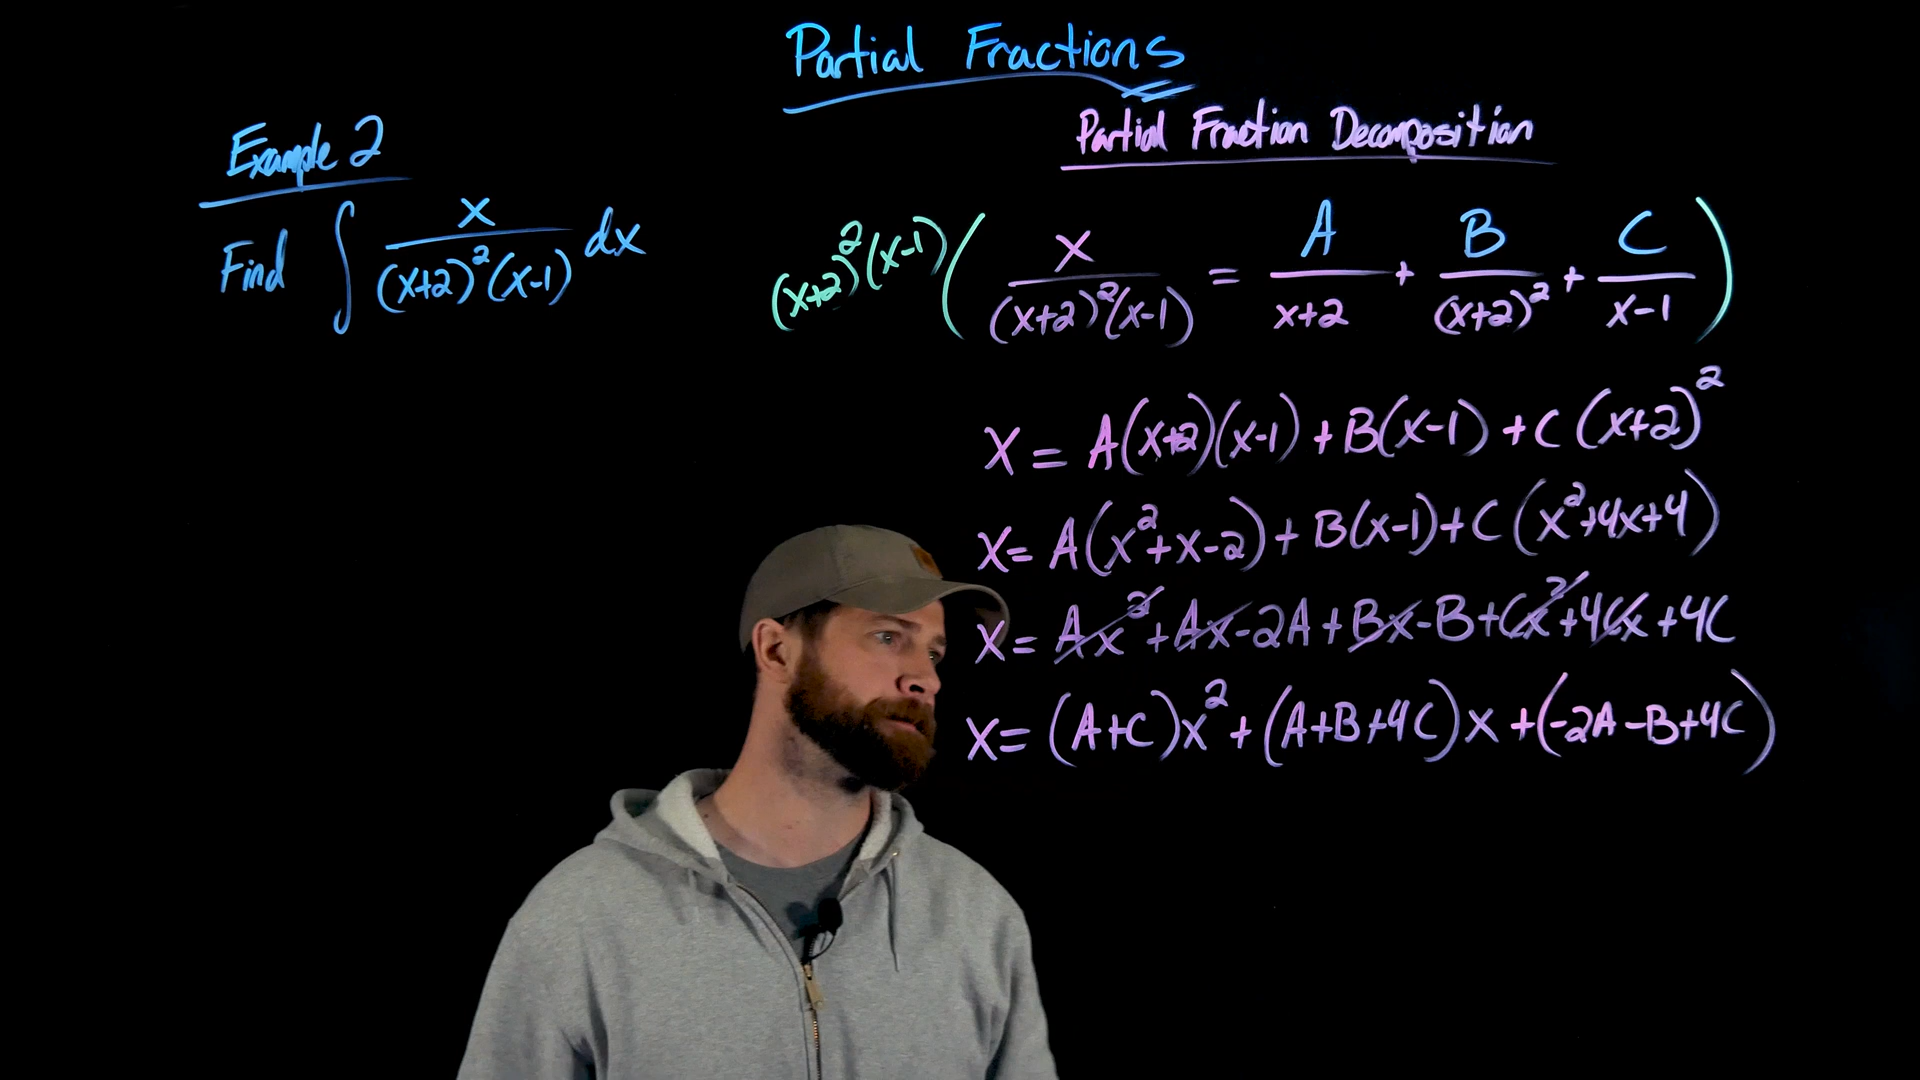 Partial Fractions
Example 2
Find ∫ x/((x+2)²(x-1)) dx
Partial Fraction Decomposition
(x+2)²(x-1) ( x/((x+2)²(x-1)) = A/(x+2) + B/(x+2)² + C/(x-1) )
x = A(x+2)(x-1) + B(x-1) + C(x+2)²
x = A(x²+x-2) + B(x-1) + C(x²+4x+4)
x = Ax² + Ax - 2A + Bx - B + Cx² + 4Cx + 4C
x = (A+C)x² + (A+B+4C)x + (-2A-B+4C)